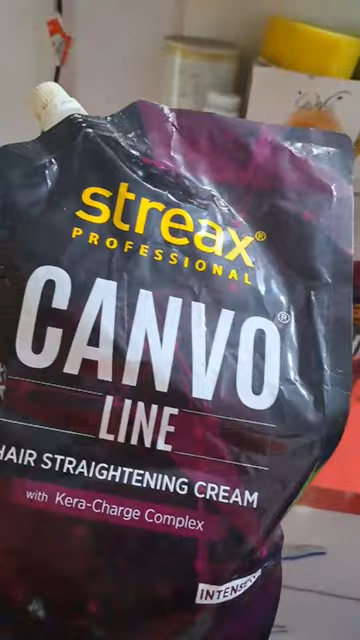 streax®
PROFESSIONAL
CANVO®
LINE
HAIR STRAIGHTENING CREAM
with Kera-Charge Complex